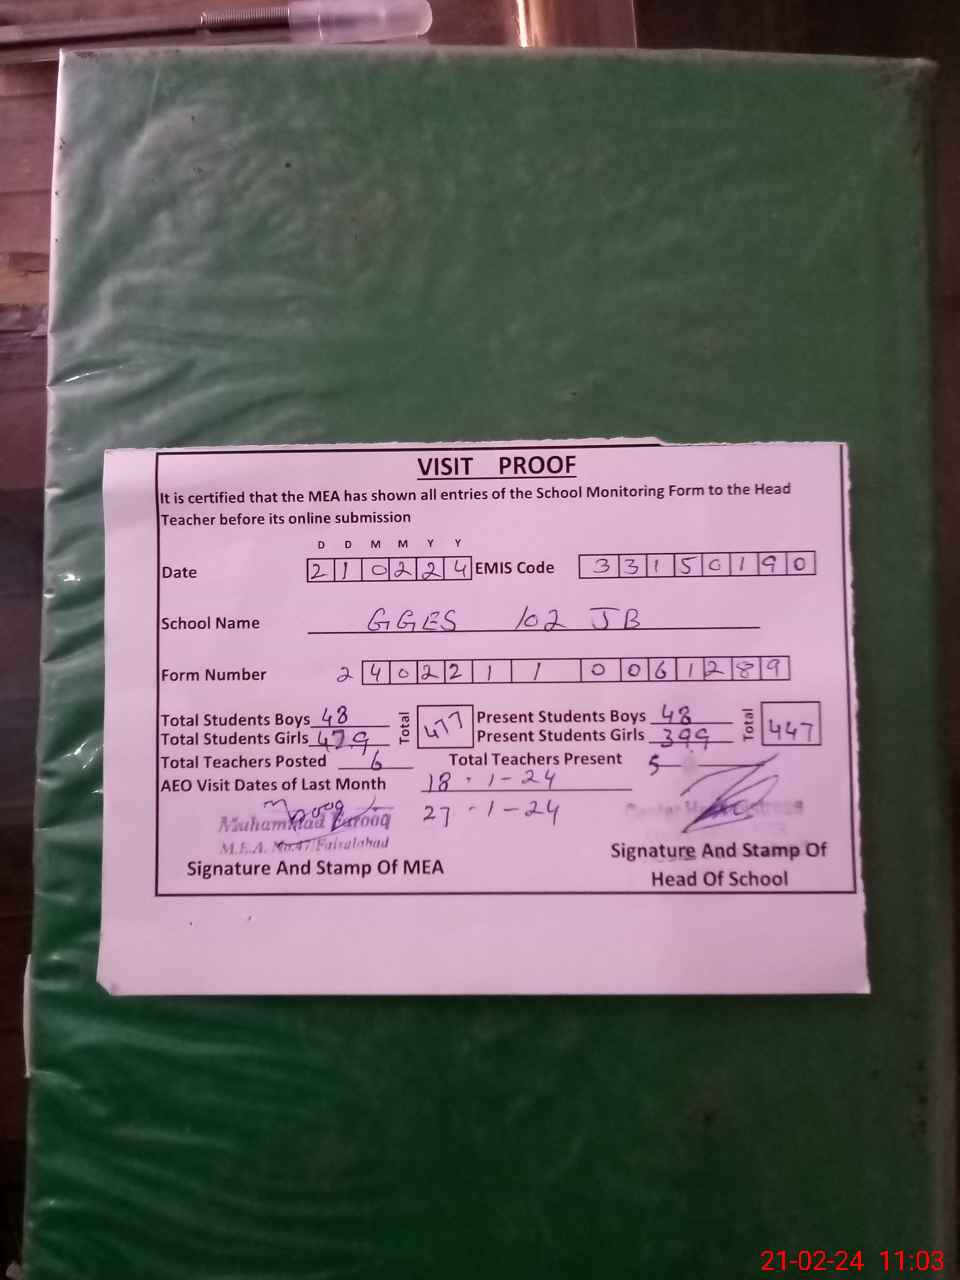 VISIT PROOF
It is certified that the MEA has shown all entries of the School Monitoring Form to the Head
Teacher before its online submission
D D M M Y Y
Date 2 1 0 2 2 4 EMIS Code 3 3 1 5 0 1 9 0
School Name GGES 102 JB
Form Number 2 4 0 2 2 1 1 0 0 6 1 2 8 9
Total Students Boys 48 Total 477 Present Students Boys 48 Total 447
Total Students Girls 429 Present Students Girls 399
Total Teachers Posted 6 Total Teachers Present 5
AEO Visit Dates of Last Month 18-1-24
27-1-24
Muhammad Farooq
M.E.A. No.47 Faisalabad
Signature And Stamp Of MEA
Signature And Stamp Of
Head Of School
21-02-24 11:03